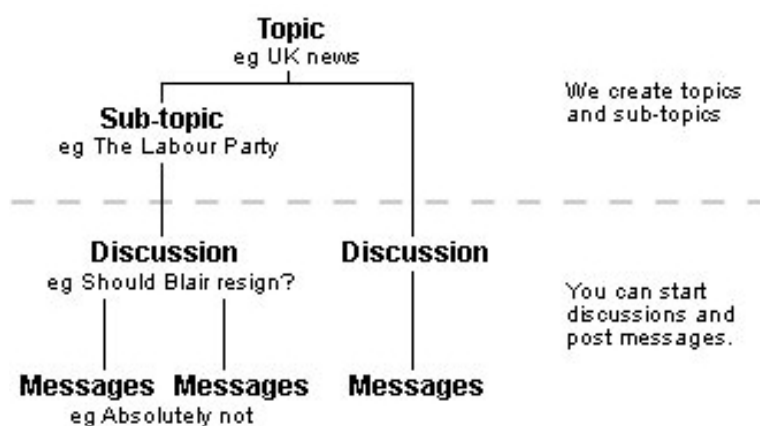 Topic
eg UK news
We create topics
and sub-topics
Sub-topic
eg The Labour Party
Discussion
Discussion
eg Should Blair resign?
You can start
discussions and
post messages.
Messages
Messages
Messages
eg Absolutely not